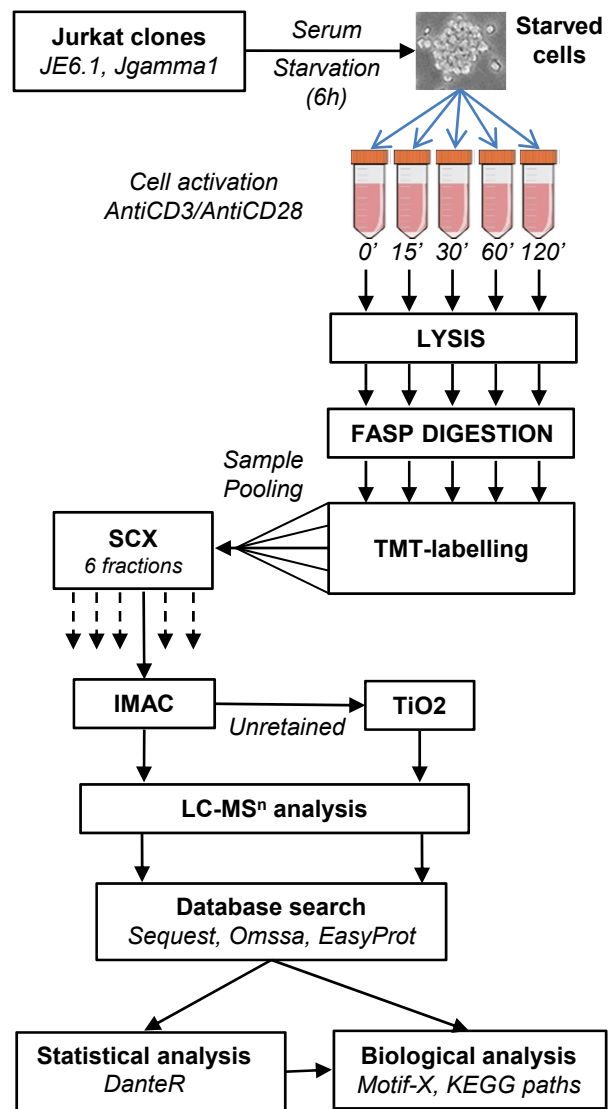 Jurkat clones
JE6.1, Jgamma1
Serum
Starvation
(6h)
Starved
cells
Cell activation
AntiCD3/AntiCD28
0’ 15’ 30’ 60’ 120’
LYSIS
FASP DIGESTION
Sample
Pooling
TMT-labelling
SCX
6 fractions
IMAC
Unretained
TiO2
LC-MSⁿ analysis
Database search
Sequest, Omssa, EasyProt
Statistical analysis
DanteR
Biological analysis
Motif-X, KEGG paths